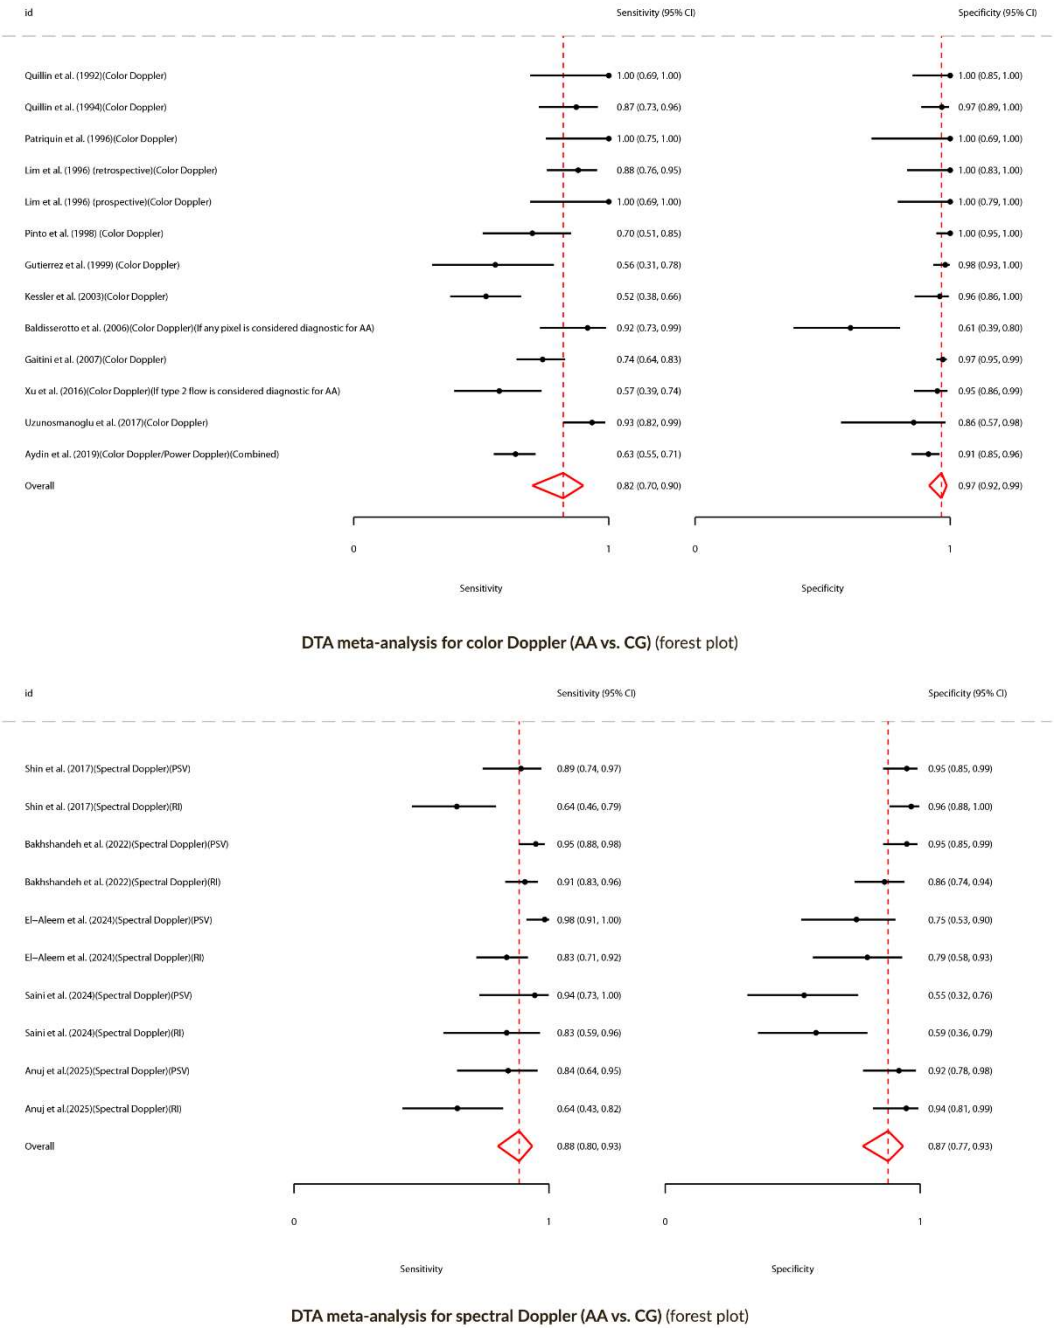 id Sensitivity (95% CI) Specificity (95% CI)
Quillin et al. (1992)(Color Doppler) 1.00 (0.69, 1.00) 1.00 (0.85, 1.00)
Quillin et al. (1994)(Color Doppler) 0.87 (0.73, 0.96) 0.97 (0.89, 1.00)
Patriquin et al. (1996)(Color Doppler) 1.00 (0.75, 1.00) 1.00 (0.69, 1.00)
Lim et al. (1996) (retrospective)(Color Doppler) 0.88 (0.76, 0.95) 1.00 (0.83, 1.00)
Lim et al. (1996) (prospective)(Color Doppler) 1.00 (0.69, 1.00) 1.00 (0.79, 1.00)
Pinto et al. (1998) (Color Doppler) 0.70 (0.51, 0.85) 1.00 (0.95, 1.00)
Gutierrez et al. (1999) (Color Doppler) 0.56 (0.31, 0.78) 0.98 (0.93, 1.00)
Kessler et al. (2003)(Color Doppler) 0.52 (0.38, 0.66) 0.96 (0.86, 1.00)
Baldisserotto et al. (2006)(Color Doppler)(If any pixel is considered diagnostic for AA) 0.92 (0.73, 0.99) 0.61 (0.39, 0.80)
Gaitini et al. (2007)(Color Doppler) 0.74 (0.64, 0.83) 0.97 (0.95, 0.99)
Xu et al. (2016)(Color Doppler)(If type 2 flow is considered diagnostic for AA) 0.57 (0.39, 0.74) 0.95 (0.86, 0.99)
Uzunosmanoglu et al. (2017)(Color Doppler) 0.93 (0.82, 0.99) 0.86 (0.57, 0.98)
Aydin et al. (2019)(Color Doppler/Power Doppler)(Combined) 0.63 (0.55, 0.71) 0.91 (0.85, 0.96)
Overall 0.82 (0.70, 0.90) 0.97 (0.92, 0.99)
0 1 0 1
Sensitivity Specificity
DTA meta-analysis for color Doppler (AA vs. CG) (forest plot)
id Sensitivity (95% CI) Specificity (95% CI)
Shin et al. (2017)(Spectral Doppler)(PSV) 0.89 (0.74, 0.97) 0.95 (0.85, 0.99)
Shin et al. (2017)(Spectral Doppler)(RI) 0.64 (0.46, 0.79) 0.96 (0.88, 1.00)
Bakhshandeh et al. (2022)(Spectral Doppler)(PSV) 0.95 (0.88, 0.98) 0.95 (0.85, 0.99)
Bakhshandeh et al. (2022)(Spectral Doppler)(RI) 0.91 (0.83, 0.96) 0.86 (0.74, 0.94)
El−Aleem et al. (2024)(Spectral Doppler)(PSV) 0.98 (0.91, 1.00) 0.75 (0.53, 0.90)
El−Aleem et al. (2024)(Spectral Doppler)(RI) 0.83 (0.71, 0.92) 0.79 (0.58, 0.93)
Saini et al. (2024)(Spectral Doppler)(PSV) 0.94 (0.73, 1.00) 0.55 (0.32, 0.76)
Saini et al. (2024)(Spectral Doppler)(RI) 0.83 (0.59, 0.96) 0.59 (0.36, 0.79)
Anuj et al.(2025)(Spectral Doppler)(PSV) 0.84 (0.64, 0.95) 0.92 (0.78, 0.98)
Anuj et al.(2025)(Spectral Doppler)(RI) 0.64 (0.43, 0.82) 0.94 (0.81, 0.99)
Overall 0.88 (0.80, 0.93) 0.87 (0.77, 0.93)
0 1 0 1
Sensitivity Specificity
DTA meta-analysis for spectral Doppler (AA vs. CG) (forest plot)